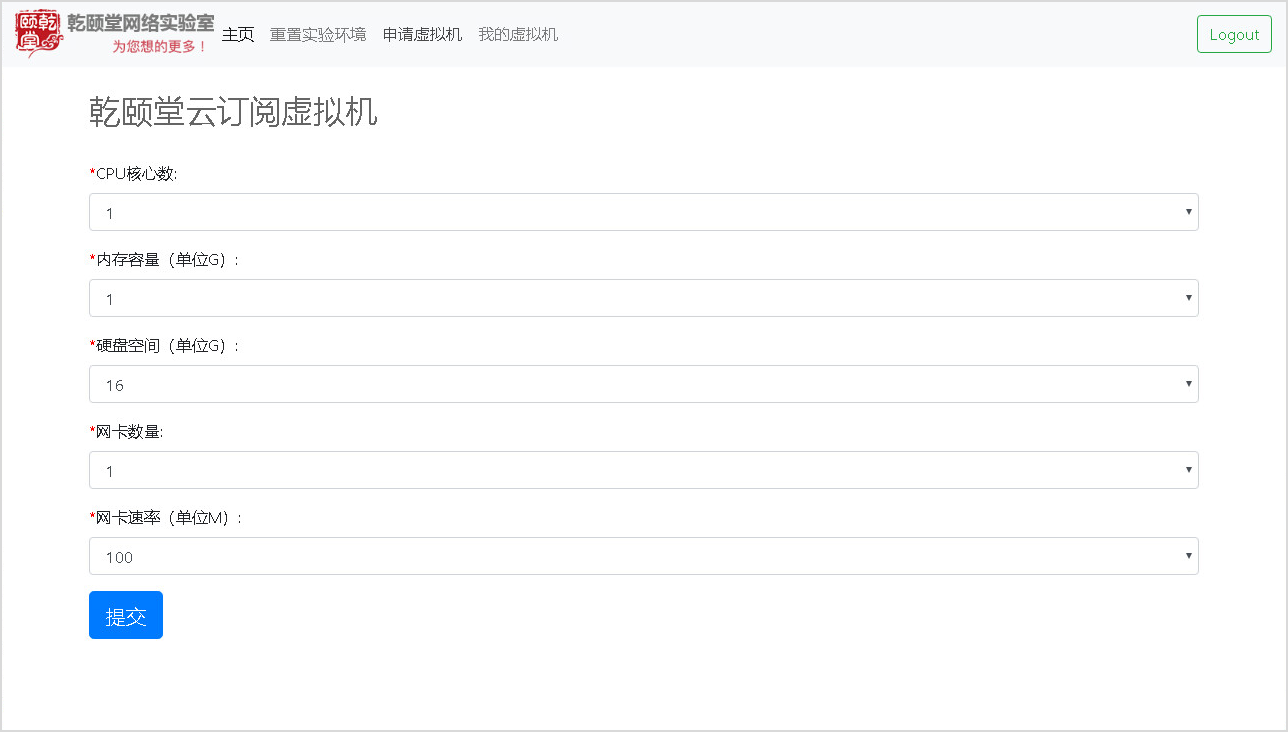 乾颐堂
乾颐堂网络实验室
为您想的更多！
主页 重置实验环境 申请虚拟机 我的虚拟机 Logout
乾颐堂云订阅虚拟机
*CPU核心数:
1
*内存容量（单位G）:
1
*硬盘空间（单位G）:
16
*网卡数量:
1
*网卡速率（单位M）:
100
提交